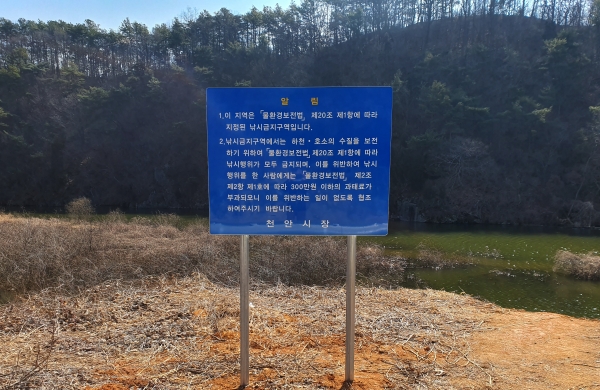 알 림
1.이 지역은 「물환경보전법」 제20조 제1항에 따라
지정된 낚시금지구역입니다.
2.낚시금지구역에서는 하천・호소의 수질을 보전
하기 위하여 「물환경보전법」 제20조 제1항에 따라
낚시행위가 모두 금지되며, 이를 위반하여 낚시
행위를 한 사람에게는 「물환경보전법」 제2조
제2항 제1호에 따라 300만원 이하의 과태료가
부과되오니 이를 위반하는 일이 없도록 협조
하여주시기 바랍니다.
- 천 안 시 장 -